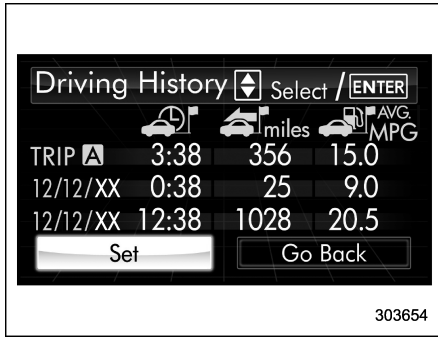 Driving History Select / ENTER
miles AVG. MPG
TRIP A 3:38 356 15.0
12/12/XX 0:38 25 9.0
12/12/XX 12:38 1028 20.5
Set Go Back
303654